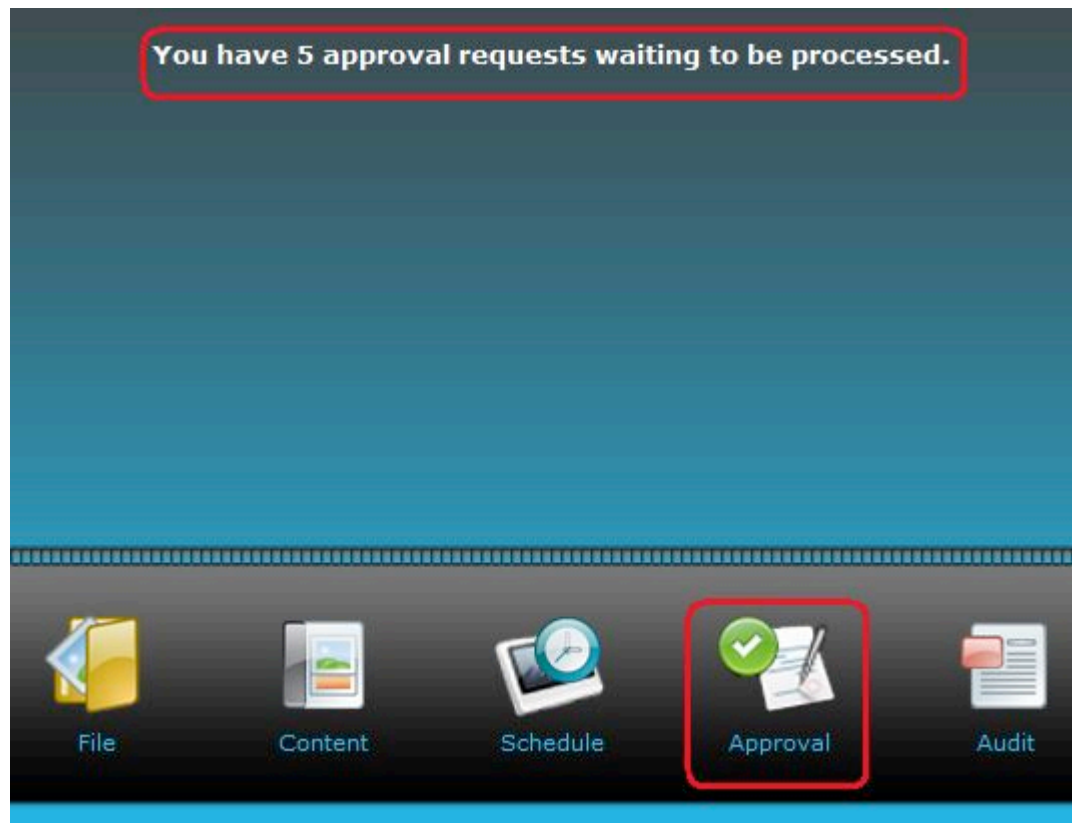 You have 5 approval requests waiting to be processed.
File
Content
Schedule
Approval
Audit